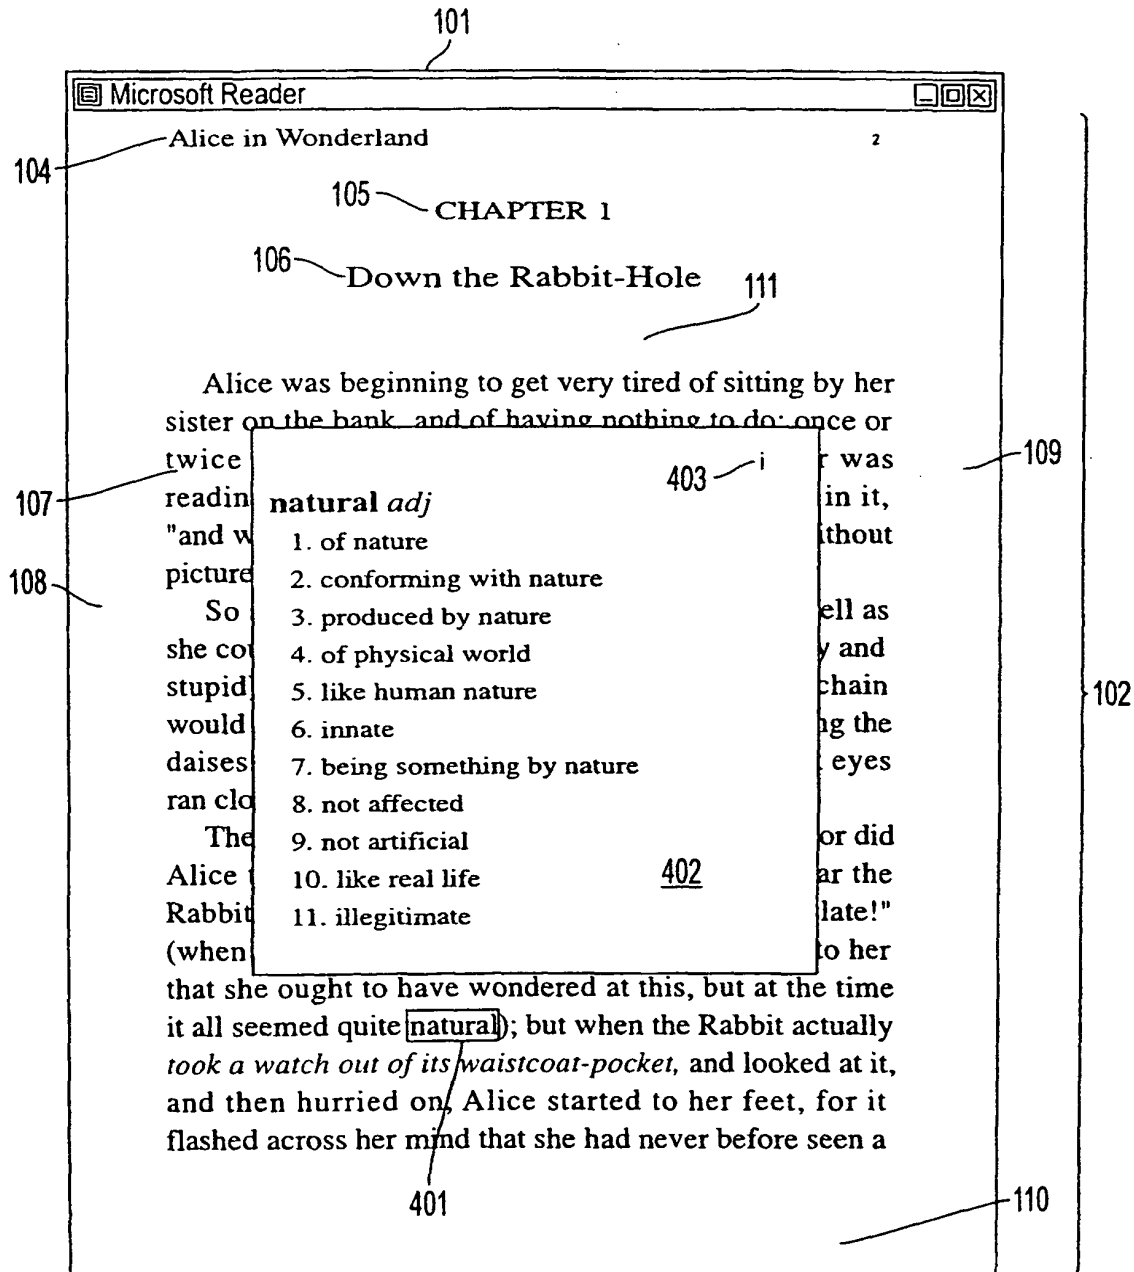 101
Microsoft Reader
104
Alice in Wonderland
2
105
CHAPTER 1
106
Down the Rabbit-Hole
111
Alice was beginning to get very tired of sitting by her
sister on the bank, and of having nothing to do: once or
twice r was
readin in it,
"and w ithout
picture
So ell as
she cou y and
stupid chain
would ng the
daises eyes
ran clo
The or did
Alice t ar the
Rabbit late!"
(when to her
403
i
natural adj
1. of nature
2. conforming with nature
3. produced by nature
4. of physical world
5. like human nature
6. innate
7. being something by nature
8. not affected
9. not artificial
10. like real life
11. illegitimate
402
that she ought to have wondered at this, but at the time
it all seemed quite natural); but when the Rabbit actually
took a watch out of its waistcoat-pocket, and looked at it,
and then hurried on, Alice started to her feet, for it
flashed across her mind that she had never before seen a
107
108
109
102
401
110